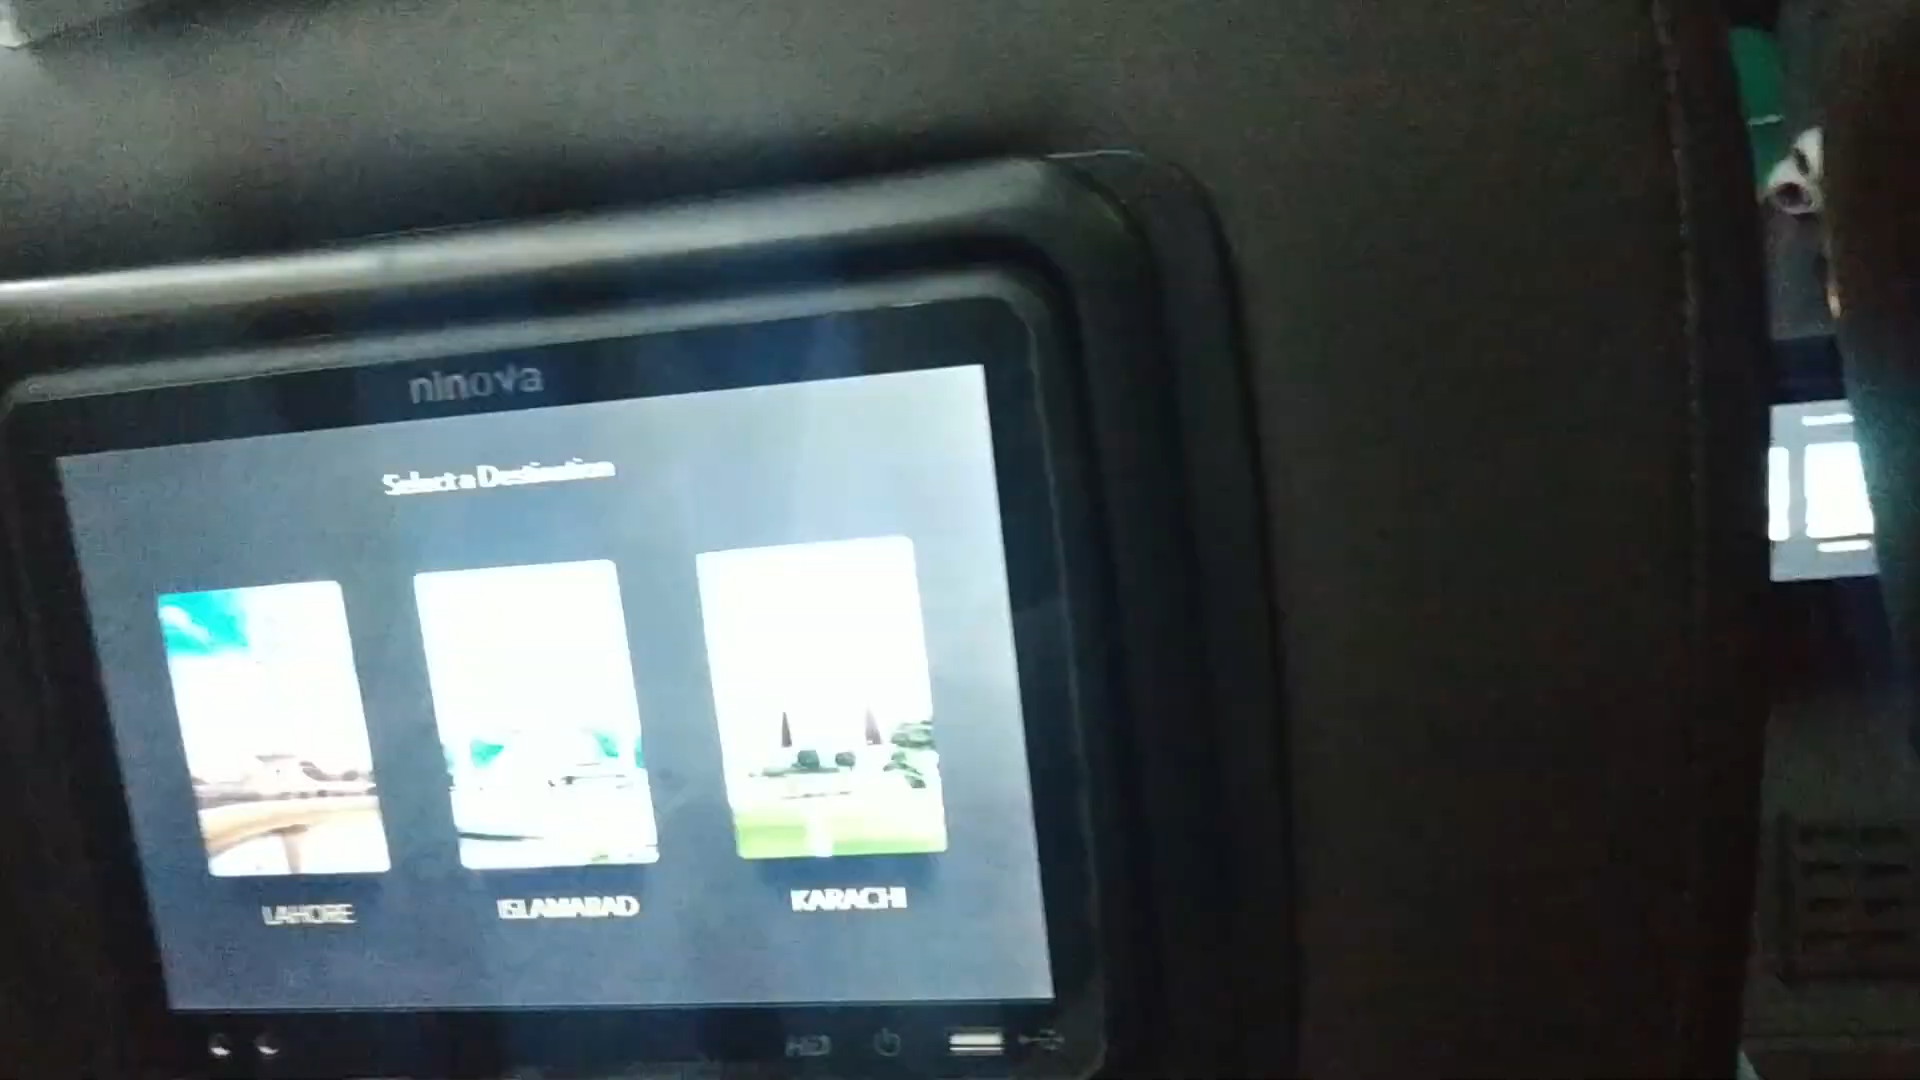 ninova
Select a Destination
LAHORE
ISLAMABAD
KARACHI
HD